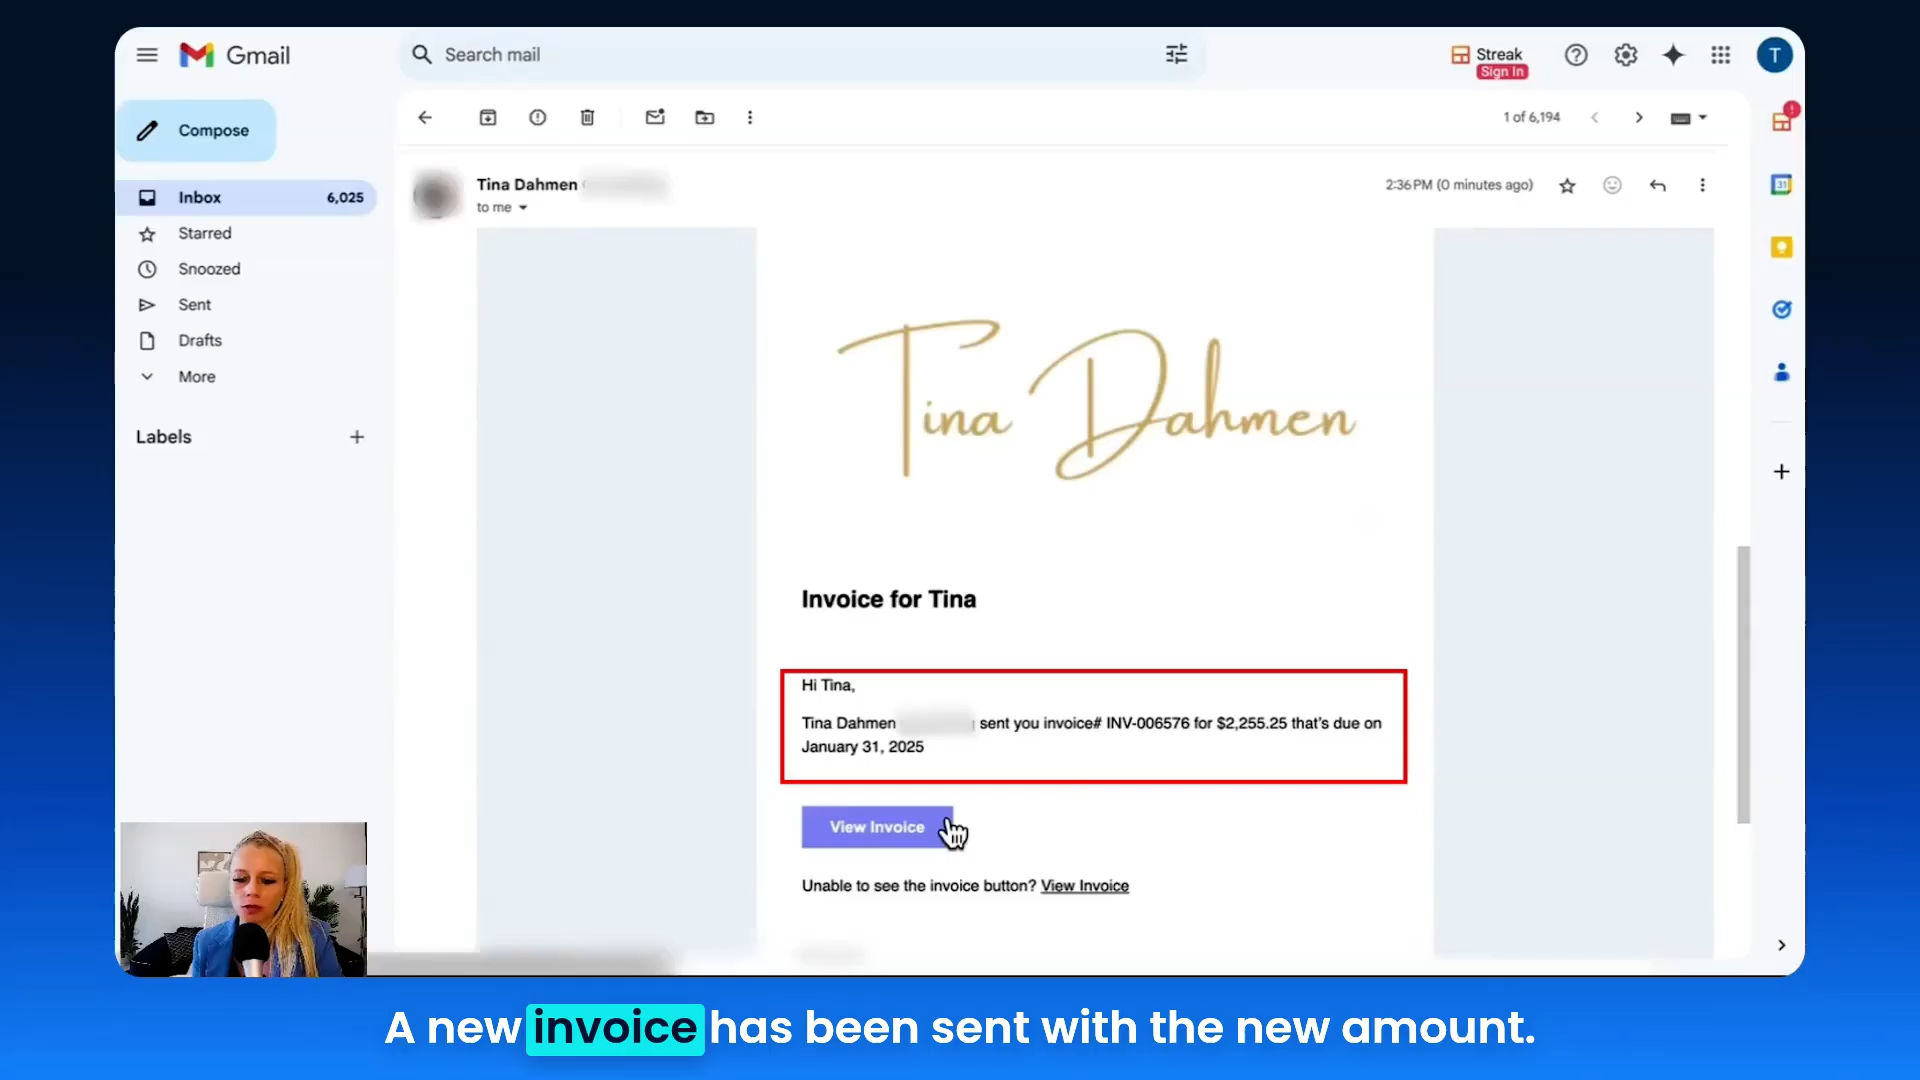 Gmail
Search mail
Streak
Sign In
T
Compose
1 of 6,194
Inbox 6,025
Starred
Snoozed
Sent
Drafts
More
Labels
Tina Dahmen
to me
2:36 PM (0 minutes ago)
31
Tina Dahmen
Invoice for Tina
Hi Tina,
Tina Dahmen sent you invoice# INV-006576 for $2,255.25 that's due on
January 31, 2025
View Invoice
Unable to see the invoice button? View Invoice
A new invoice has been sent with the new amount.